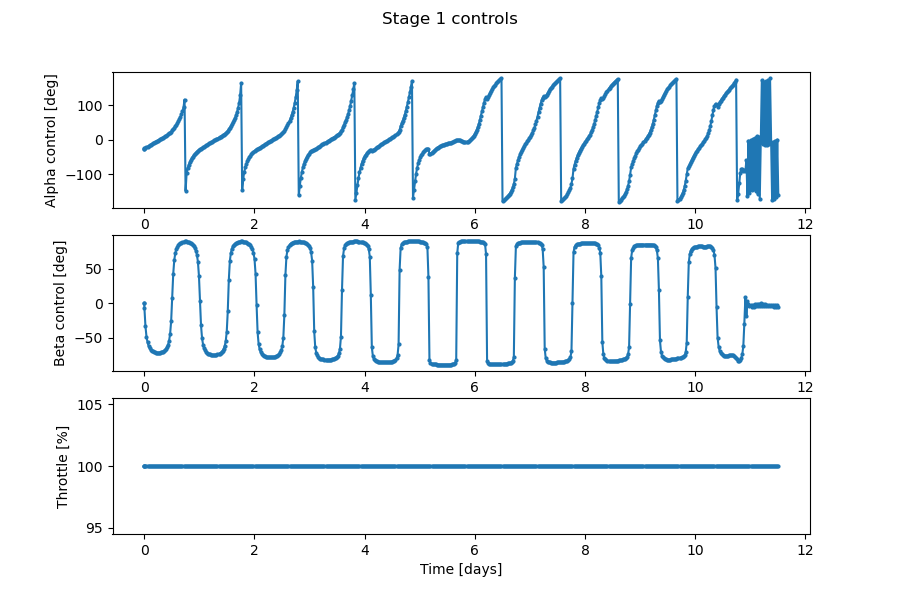 Stage 1 controls
Alpha control [deg]
100
0
−100
0 2 4 6 8 10 12
Beta control [deg]
50
0
−50
0 2 4 6 8 10 12
Throttle [%]
105
100
95
0 2 4 6 8 10 12
Time [days]